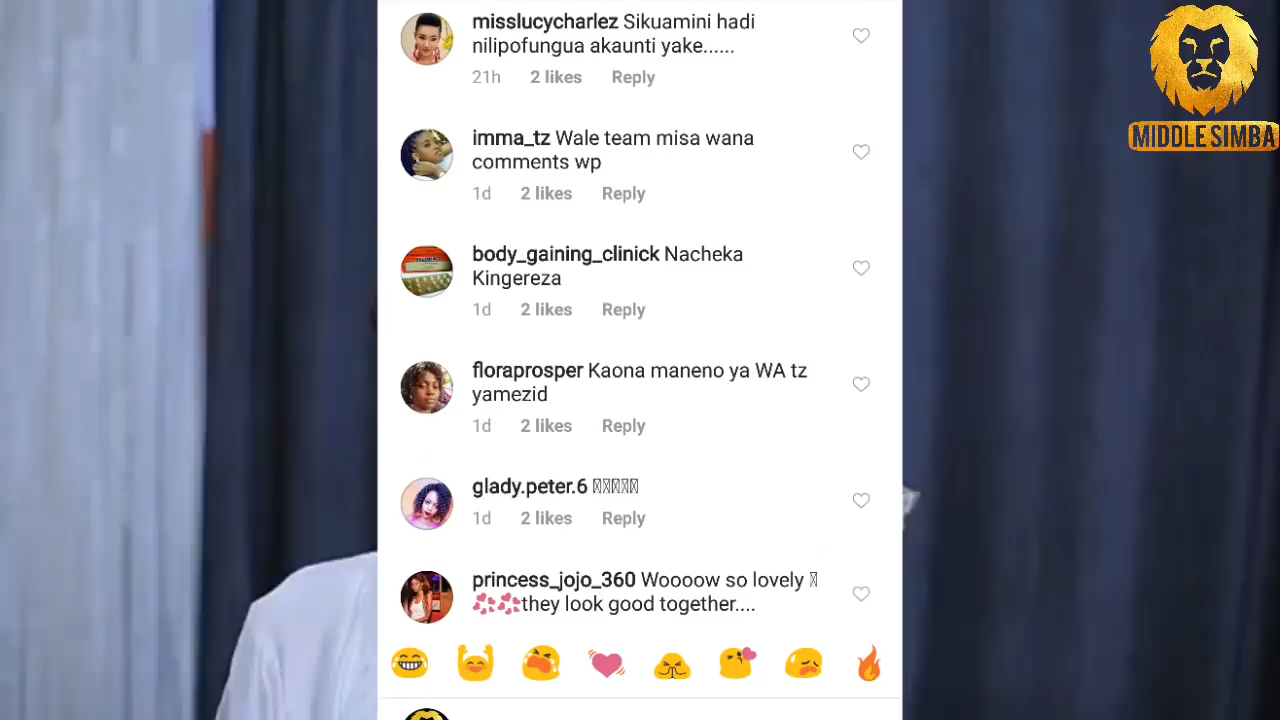 misslucycharlez Sikuamini hadi
nilipofungua akaunti yake......
21h 2 likes Reply
imma_tz Wale team misa wana
comments wp
1d 2 likes Reply
body_gaining_clinick Nacheka
Kingereza
1d 2 likes Reply
floraprosper Kaona maneno ya WA tz
yamezid
1d 2 likes Reply
glady.peter.6
1d 2 likes Reply
princess_jojo_360 Woooow so lovely
💞💞they look good together....
MIDDLE SIMBA